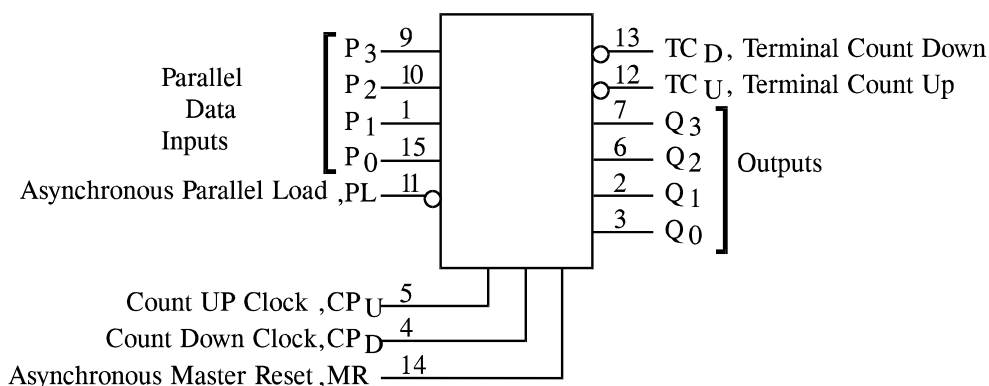 P3 9
P2 10
P1 1
P0 15
Parallel
Data
Inputs
Asynchronous Parallel Load ,PL 11
13 TCD, Terminal Count Down
12 TCU, Terminal Count Up
7 Q3
6 Q2
2 Q1
3 Q0
Outputs
Count UP Clock ,CPU 5
Count Down Clock,CPD 4
Asynchronous Master Reset ,MR 14